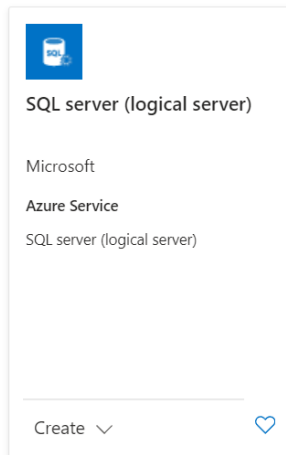 SQL
SQL server (logical server)
Microsoft
Azure Service
SQL server (logical server)
Create